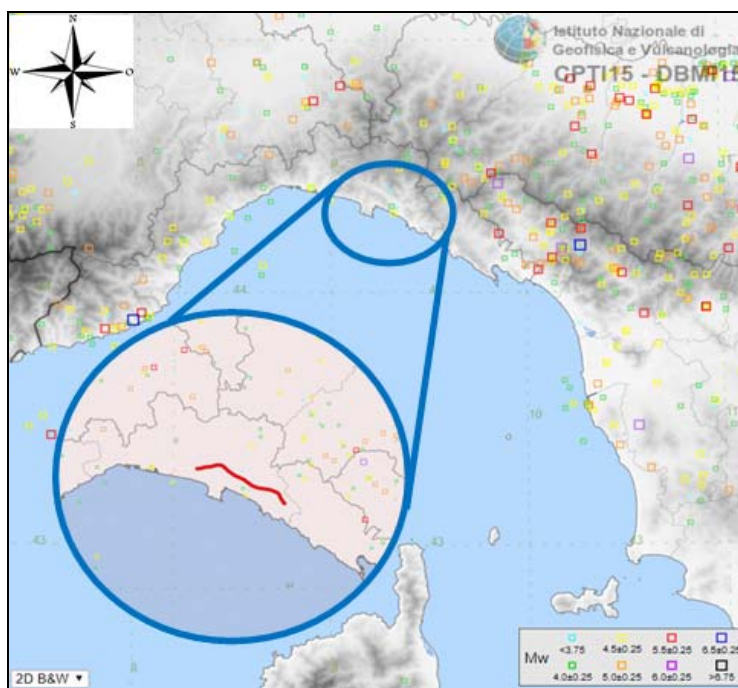 N
W
O
S
Istituto Nazionale di
Geofisica e Vulcanologia
CPTI15 - DBMI15
44
10
43
43
8
2D B&W ▼
Mw
<3.75 4.5±0.25 5.5±0.25 6.5±0.25
4.0±0.25 5.0±0.25 6.0±0.25 >6.75